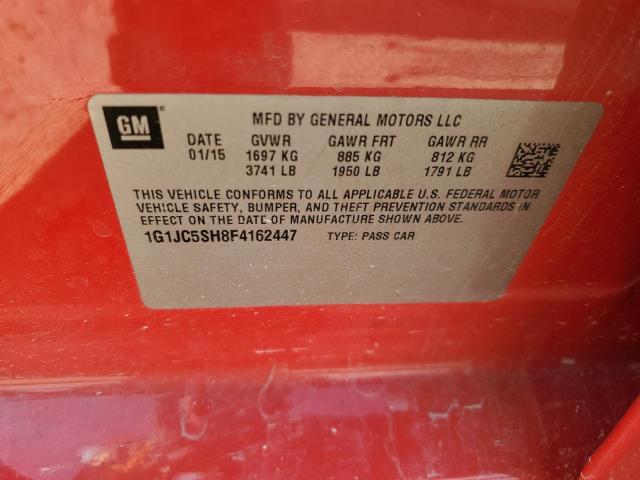 GM
MFD BY GENERAL MOTORS LLC
DATE GVWR GAWR FRT GAWR RR
01/15 1697 KG 885 KG 812 KG
3741 LB 1950 LB 1791 LB
THIS VEHICLE CONFORMS TO ALL APPLICABLE U.S. FEDERAL MOTOR
VEHICLE SAFETY, BUMPER, AND THEFT PREVENTION STANDARDS IN
EFFECT ON THE DATE OF MANUFACTURE SHOWN ABOVE.
1G1JC5SH8F4162447 TYPE: PASS CAR